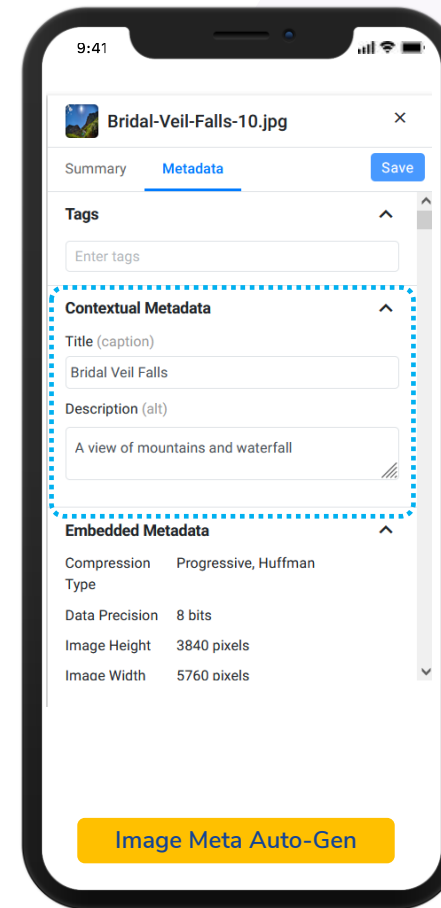 9:41
Bridal-Veil-Falls-10.jpg
Summary Metadata Save
Tags
Enter tags
Contextual Metadata
Title (caption)
Bridal Veil Falls
Description (alt)
A view of mountains and waterfall
Embedded Metadata
Compression Progressive, Huffman
Type
Data Precision 8 bits
Image Height 3840 pixels
Image Width 5760 pixels
Image Meta Auto-Gen